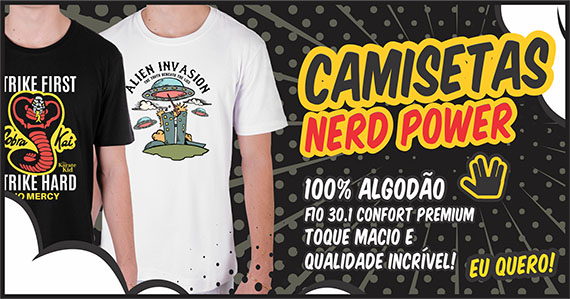 TRIKE FIRST
Cobra Kai
The Karate Kid
TRIKE HARD
NO MERCY
ALIEN INVASION
CAMISETAS
NERD POWER
100% ALGODÃO
FIO 30.1 CONFORT PREMIUM
TOQUE MACIO E
QUALIDADE INCRÍVEL!
EU QUERO!